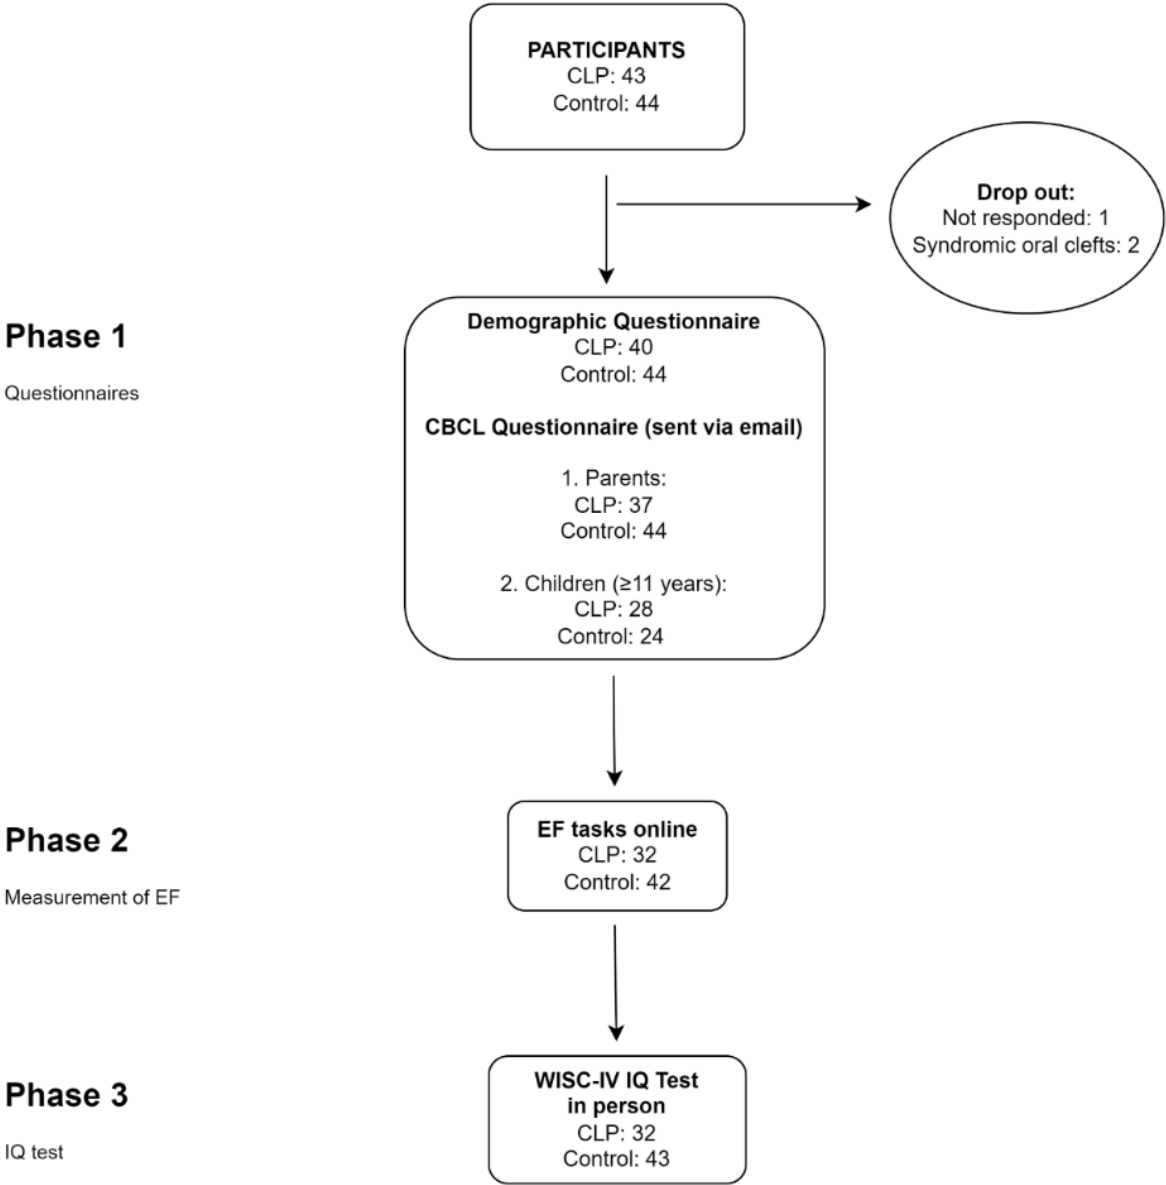 PARTICIPANTS
CLP: 43
Control: 44
Drop out:
Not responded: 1
Syndromic oral clefts: 2
Phase 1
Questionnaires
Demographic Questionnaire
CLP: 40
Control: 44
CBCL Questionnaire (sent via email)
1. Parents:
CLP: 37
Control: 44
2. Children (≥11 years):
CLP: 28
Control: 24
Phase 2
Measurement of EF
EF tasks online
CLP: 32
Control: 42
Phase 3
IQ test
WISC-IV IQ Test
in person
CLP: 32
Control: 43